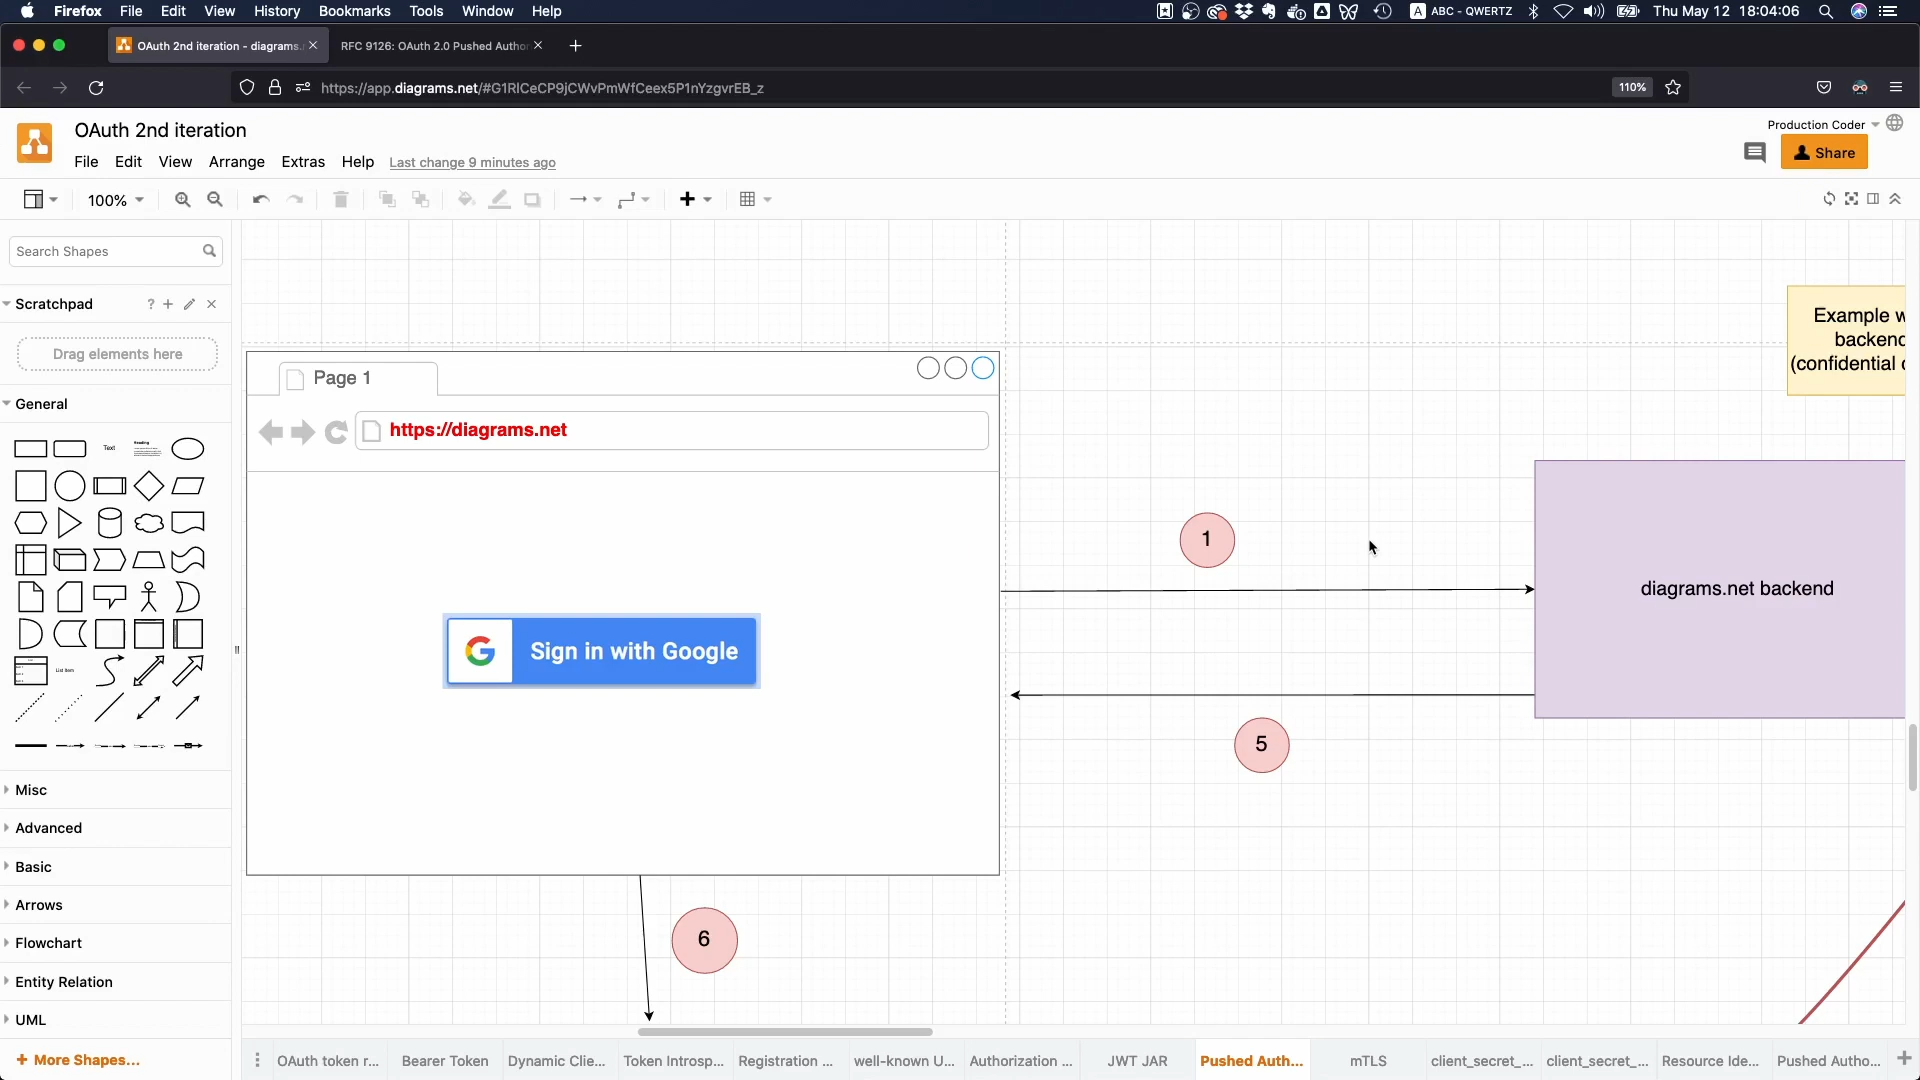 Firefox File Edit View History Bookmarks Tools Window Help
A ABC - QWERTZ Thu May 12 18:04:06
OAuth 2nd iteration - diagrams.
RFC 9126: OAuth 2.0 Pushed Author
https://app.diagrams.net/#G1RlCeCP9jCWvPmWfCeex5P1nYzgvrEB_z
110%
OAuth 2nd iteration
Production Coder
File Edit View Arrange Extras Help Last change 9 minutes ago
Share
100%
Search Shapes
Scratchpad
?
Drag elements here
General
Text
Heading
List Item
Misc
Advanced
Basic
Arrows
Flowchart
Entity Relation
UML
+ More Shapes...
Page 1
https://diagrams.net
G Sign in with Google
1
5
6
diagrams.net backend
Example w
backend
(confidential c
OAuth token r... Bearer Token Dynamic Clie... Token Introsp... Registration ... well-known U... Authorization ... JWT JAR Pushed Auth... mTLS client_secret_... client_secret_... Resource Ide... Pushed Autho...